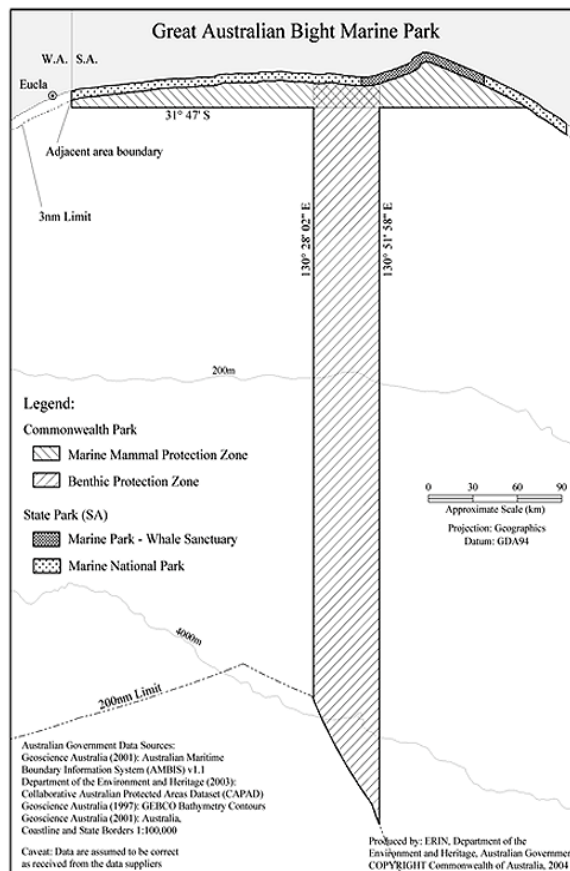 Great Australian Bight Marine Park
W.A. S.A.
Eucla
31° 47' S
Adjacent area boundary
3nm Limit
130° 28' 02" E
130° 51' 58" E
200m
Legend:
Commonwealth Park
Marine Mammal Protection Zone
Benthic Protection Zone
State Park (SA)
Marine Park - Whale Sanctuary
Marine National Park
0 30 60 90
Approximate Scale (km)
Projection: Geographics
Datum: GDA94
4000m
200nm Limit
Australian Government Data Sources:
Geoscience Australia (2001): Australian Maritime
Boundary Information System (AMBIS) v1.1
Department of the Environment and Heritage (2003):
Collaborative Australian Protected Areas Dataset (CAPAD)
Geoscience Australia (1997): GEBCO Bathymetry Contours
Geoscience Australia (2001): Australia,
Coastline and State Borders 1:100,000
Caveat: Data are assumed to be correct
as received from the data suppliers
Produced by: ERIN, Department of the
Environment and Heritage, Australian Governmen
COPYRIGHT Commonwealth of Australia, 2004